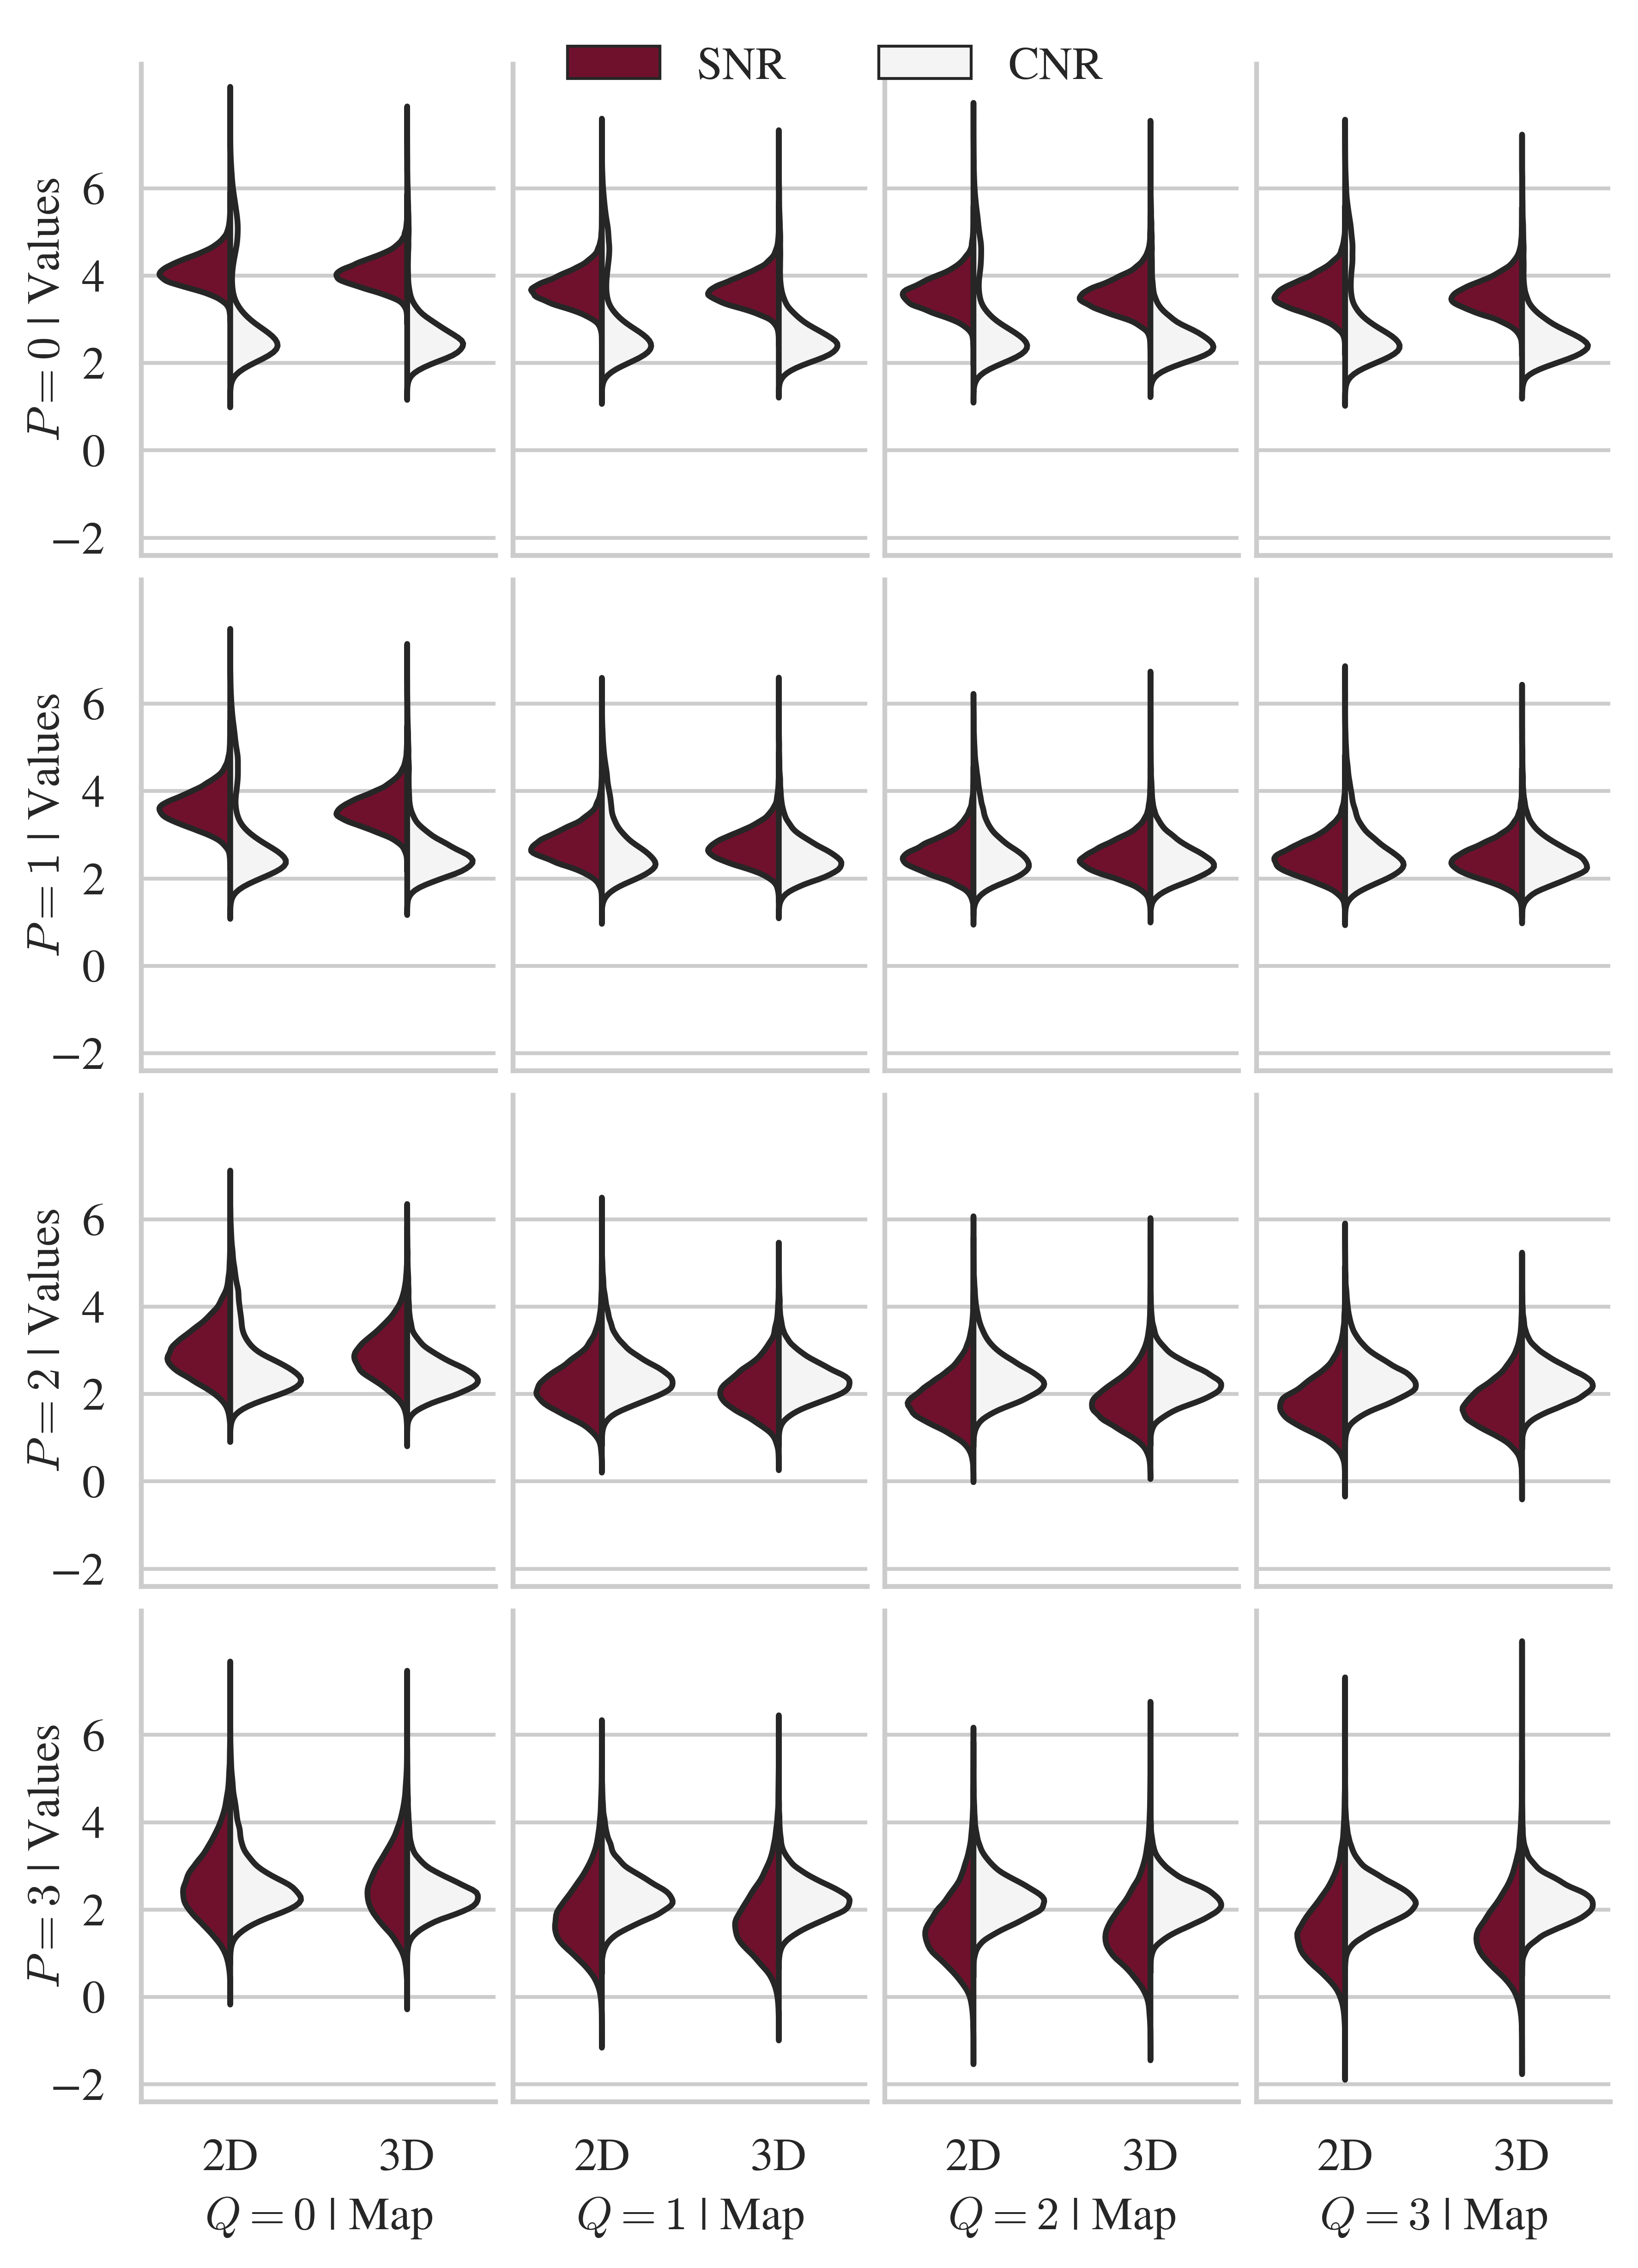 SNR CNR
P = 0 | Values
6
4
2
0
−2
P = 1 | Values
6
4
2
0
−2
P = 2 | Values
6
4
2
0
−2
P = 3 | Values
6
4
2
0
−2
2D 3D 2D 3D 2D 3D 2D 3D
Q = 0 | Map Q = 1 | Map Q = 2 | Map Q = 3 | Map